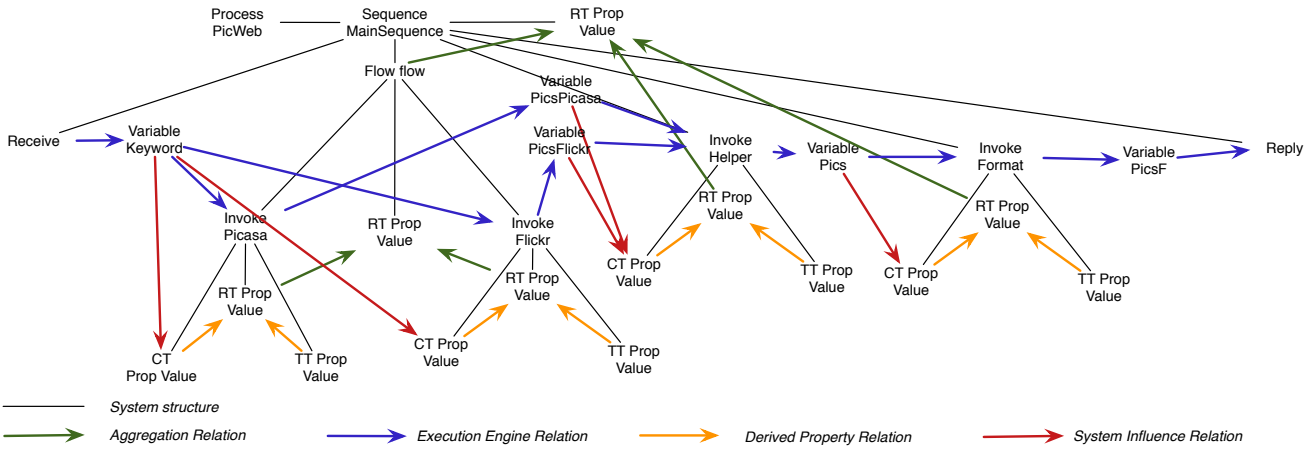 Process
PicWeb
Sequence
MainSequence
RT Prop
Value
Flow flow
Variable
PicsPicasa
Receive
Variable
Keyword
Variable
PicsFlickr
Invoke
Helper
Variable
Pics
Invoke
Format
Variable
PicsF
Reply
Invoke
Picasa
RT Prop
Value
Invoke
Flickr
RT Prop
Value
RT Prop
Value
CT Prop
Value
TT Prop
Value
CT Prop
Value
TT Prop
Value
RT Prop
Value
RT Prop
Value
CT
Prop Value
TT Prop
Value
CT Prop
Value
TT Prop
Value
System structure
Aggregation Relation
Execution Engine Relation
Derived Property Relation
System Influence Relation